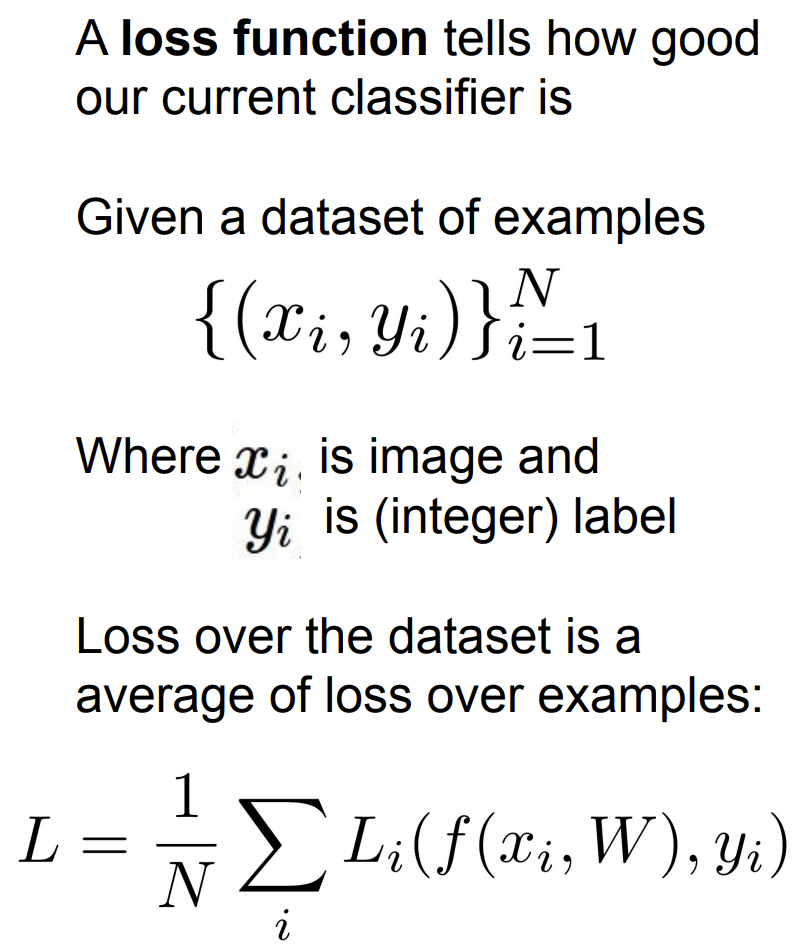 A loss function tells how good
our current classifier is
Given a dataset of examples
{(x_i, y_i)}_{i=1}^N
Where x_i is image and
y_i is (integer) label
Loss over the dataset is a
average of loss over examples:
L = \frac{1}{N} \sum_i L_i(f(x_i, W), y_i)